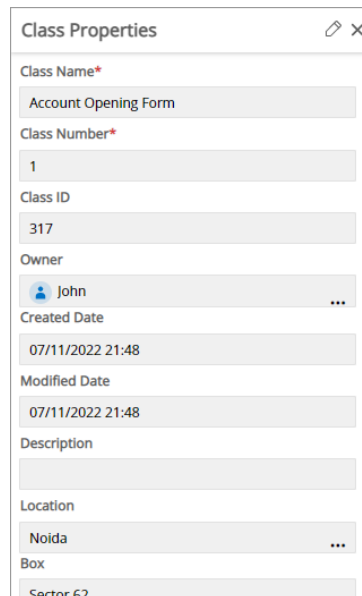 Class Properties
Class Name*
Account Opening Form
Class Number*
1
Class ID
317
Owner
John
...
Created Date
07/11/2022 21:48
Modified Date
07/11/2022 21:48
Description
Location
Noida
...
Box
Sector 62